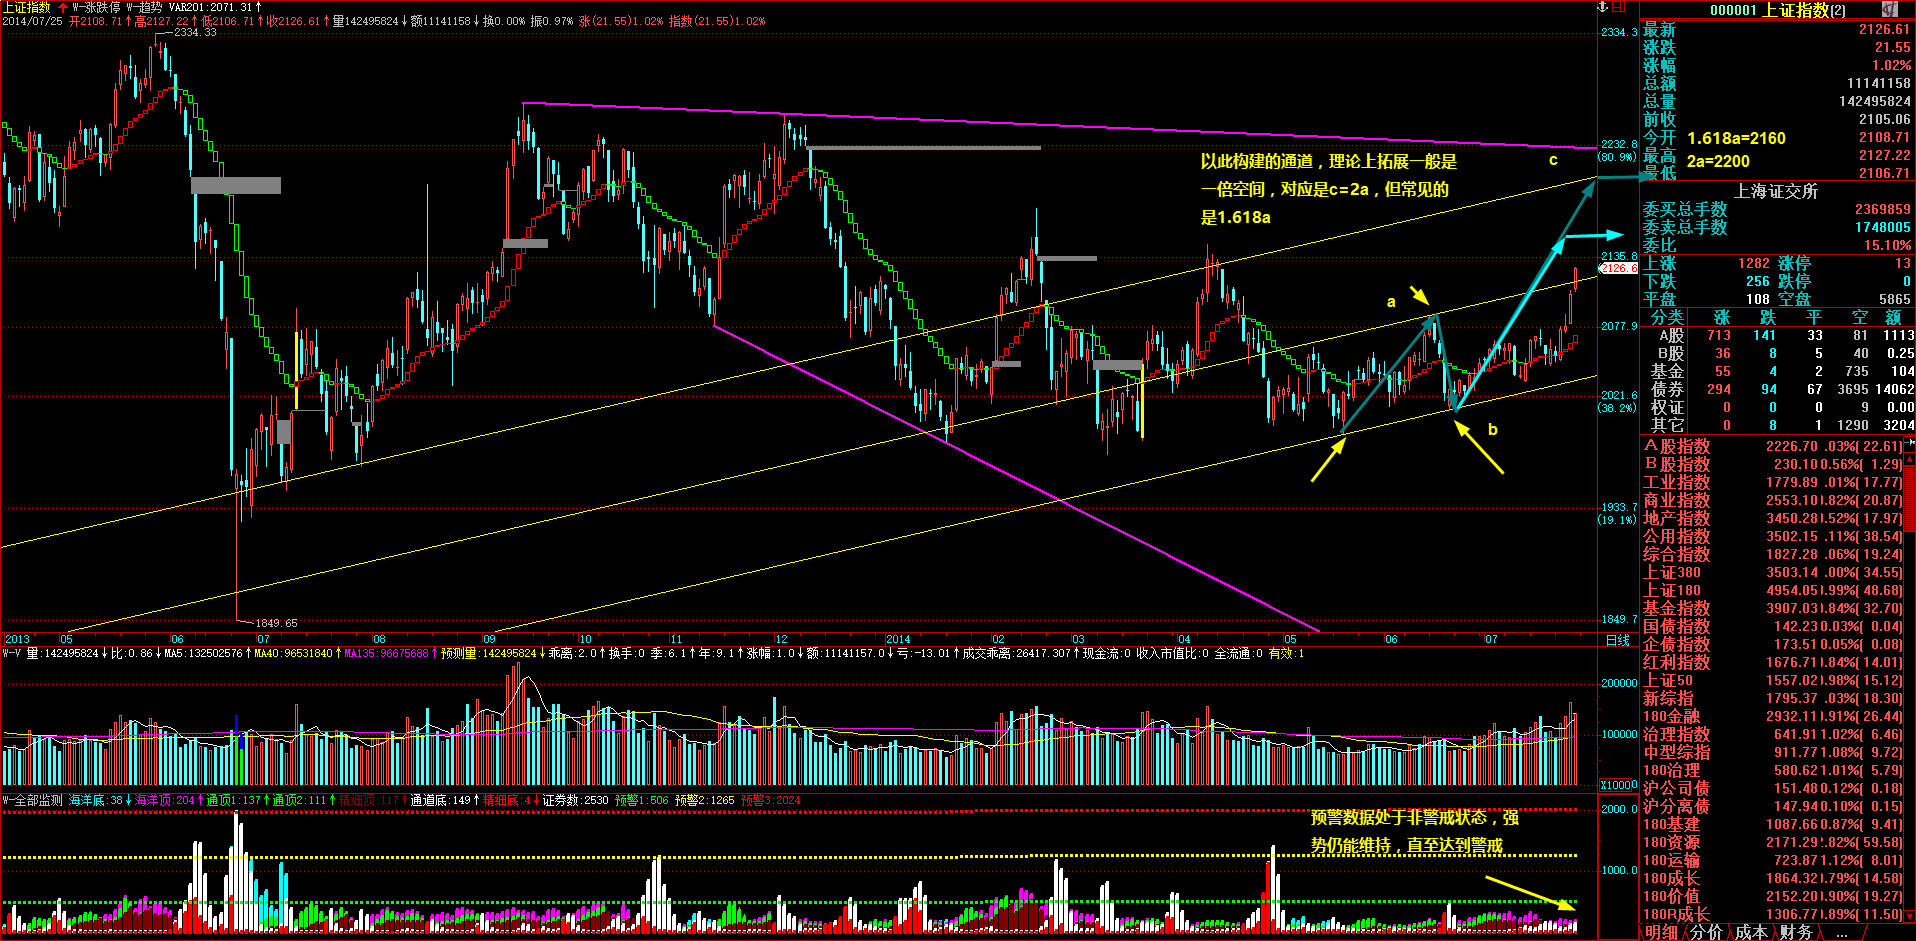 上证指数 W-涨跌停 W-趋势 VAR201:2071.31↑
2014/07/25 开2108.71↑高2127.22↑低2106.71↑收2126.61↑量142495824↓额11141158↓换0.00% 振0.97% 涨(21.55)1.02% 指数(21.55)1.02%
2334.33
2334.3
2232.8
(80.9%)
2135.8
2126.6
2077.9
2021.6
(38.2%)
1933.7
(19.1%)
1849.7
1849.65
以此构建的通道，理论上拓展一般是
一倍空间，对应是c=2a，但常见的
是1.618a
a
b
c
2013 05 06 07 08 09 10 11 12 2014 02 03 04 05 06 07 日线
W-V 量:142495824↓比:0.86↓MA5:132502576↑MA40:96531840↑MA135:96675688↑预测量:142495824↓乖离:2.0↑换手:0 季:6.1↑年:9.1↑涨幅:1.0↓额:11141157.0↓亏:-13.01↑成交乖离:26417.307↑现金流:0 收入市值比:0 全流通:0 有效:1
200000
100000
X10000
W-全部监测 海洋底:38↓海洋顶:204↑通顶1:137↑通顶2:111↑精细顶:117↑通道底:149↑精细底:4↓证券数:2530 预警1:506 预警2:1265 预警3:2024
2000.0
1000.0
预警数据处于非警戒状态，强
势仍能维持，直至达到警戒
000001 上证指数(2)
最新 2126.61
涨跌 21.55
涨幅 1.02%
总额 11141158
总量 142495824
前收 2105.06
今开 1.618a=2160 2108.71
最高 2a=2200 2127.22
最低 2106.71
上海证交所
委买总手数 2369859
委卖总手数 1748005
委比 15.10%
上涨 1282 涨停 13
下跌 256 跌停 0
平盘 108 空盘 5865
分类 涨 跌 平 空 额
A股 713 141 33 81 1113
B股 36 8 5 40 0.25
基金 55 4 2 735 104
债券 294 94 67 3695 14062
权证 0 0 0 9 0.00
其它 0 8 1 1290 3204
A股指数 2226.70 .03%( 22.61)
B股指数 230.10 0.56%( 1.29)
工业指数 1779.89 .01%( 17.77)
商业指数 2553.10 .82%( 20.87)
地产指数 3450.28 .52%( 17.97)
公用指数 3502.15 .11%( 38.54)
综合指数 1827.28 .06%( 19.24)
上证380 3503.14 .00%( 34.55)
上证180 4954.05 .99%( 48.68)
基金指数 3907.03 .84%( 32.70)
国债指数 142.23 0.03%( 0.04)
企债指数 173.51 0.05%( 0.08)
红利指数 1676.71 .84%( 14.01)
上证50 1557.02 .98%( 15.12)
新综指 1795.37 .03%( 18.30)
180金融 2932.11 .91%( 26.44)
治理指数 641.91 1.02%( 6.46)
中型综指 911.77 1.08%( 9.72)
180治理 580.62 1.01%( 5.79)
沪公司债 151.48 0.12%( 0.18)
沪分离债 147.94 0.10%( 0.15)
180基建 1087.66 0.87%( 9.41)
180资源 2171.29 .82%( 59.58)
180运输 723.87 1.12%( 8.01)
180成长 1864.32 .79%( 14.58)
180价值 2152.20 .90%( 19.27)
180R成长 1306.77 .89%( 11.50)
明细 分价 成本 财务 ...